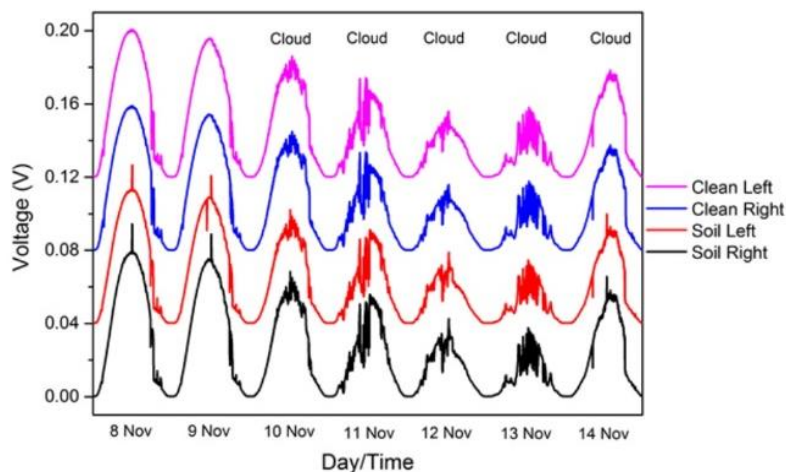 0.20
0.16
0.12
0.08
0.04
0.00
Voltage (V)
Cloud Cloud Cloud Cloud Cloud
Clean Left
Clean Right
Soil Left
Soil Right
8 Nov 9 Nov 10 Nov 11 Nov 12 Nov 13 Nov 14 Nov
Day/Time